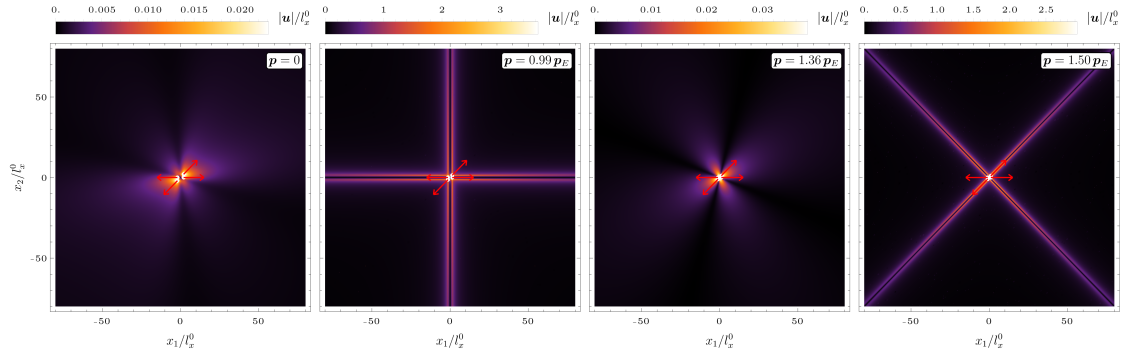 0. 0.005 0.010 0.015 0.020 |u|/l_x^0
0 1 2 3 |u|/l_x^0
0. 0.01 0.02 0.03 |u|/l_x^0
0. 0.5 1.0 1.5 2.0 2.5 |u|/l_x^0
p = 0
p = 0.99 p_E
p = 1.36 p_E
p = 1.50 p_E
x_2/l_x^0
50
0
-50
-50 0 50
-50 0 50
-50 0 50
-50 0 50
x_1/l_x^0
x_1/l_x^0
x_1/l_x^0
x_1/l_x^0